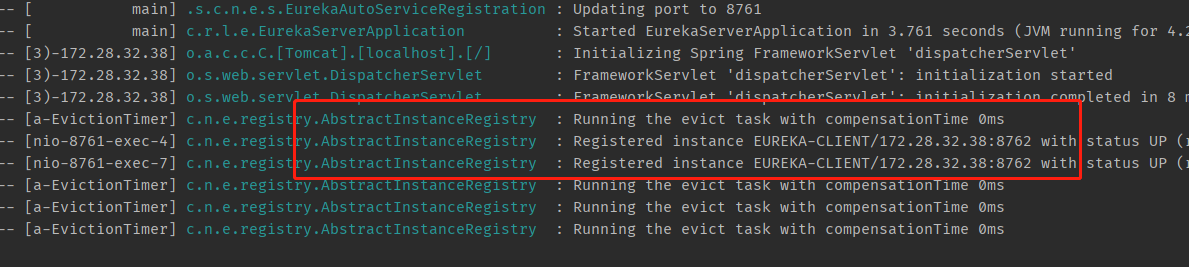 -- [           main] .s.c.n.e.s.EurekaAutoServiceRegistration : Updating port to 8761
-- [           main] c.r.l.e.EurekaServerApplication          : Started EurekaServerApplication in 3.761 seconds (JVM running for 4.2
-- [3)-172.28.32.38] o.a.c.c.C.[Tomcat].[localhost].[/]       : Initializing Spring FrameworkServlet 'dispatcherServlet'
-- [3)-172.28.32.38] o.s.web.servlet.DispatcherServlet        : FrameworkServlet 'dispatcherServlet': initialization started
-- [3)-172.28.32.38] o.s.web.servlet.DispatcherServlet        : FrameworkServlet 'dispatcherServlet': initialization completed in 8 m
-- [a-EvictionTimer] c.n.e.registry.AbstractInstanceRegistry  : Running the evict task with compensationTime 0ms
-- [nio-8761-exec-4] c.n.e.registry.AbstractInstanceRegistry  : Registered instance EUREKA-CLIENT/172.28.32.38:8762 with status UP (r
-- [nio-8761-exec-7] c.n.e.registry.AbstractInstanceRegistry  : Registered instance EUREKA-CLIENT/172.28.32.38:8762 with status UP (r
-- [a-EvictionTimer] c.n.e.registry.AbstractInstanceRegistry  : Running the evict task with compensationTime 0ms
-- [a-EvictionTimer] c.n.e.registry.AbstractInstanceRegistry  : Running the evict task with compensationTime 0ms
-- [a-EvictionTimer] c.n.e.registry.AbstractInstanceRegistry  : Running the evict task with compensationTime 0ms